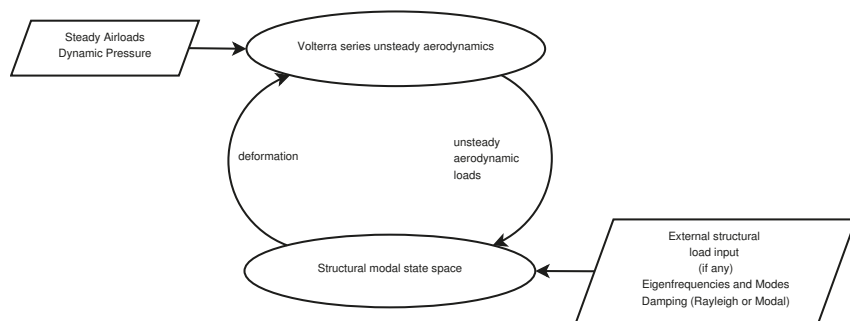 Steady Airloads
Dynamic Pressure
Volterra series unsteady aerodynamics
deformation
unsteady
aerodynamic
loads
Structural modal state space
External structural
load input
(if any)
Eigenfrequencies and Modes
Damping (Rayleigh or Modal)